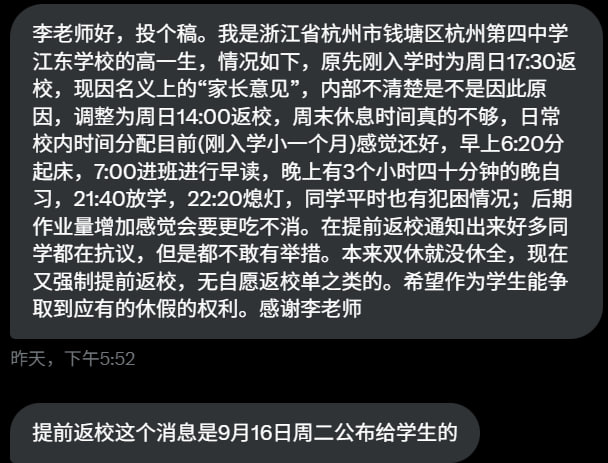 李老师好，投个稿。我是浙江省杭州市钱塘区杭州第四中学
江东学校的高一生，情况如下，原先刚入学时为周日17:30返
校，现因名义上的“家长意见”，内部不清楚是不是因此原
因，调整为周日14:00返校，周末休息时间真的不够，日常
校内时间分配目前(刚入学小一个月)感觉还好，早上6:20分
起床，7:00进班进行早读，晚上有3个小时四十分钟的晚自
习，21:40放学，22:20熄灯，同学平时也有犯困情况；后期
作业量增加感觉会要更吃不消。在提前返校通知出来好多同
学都在抗议，但是都不敢有举措。本来双休就没休全，现在
又强制提前返校，无自愿返校单之类的。希望作为学生能争
取到应有的休假的权利。感谢李老师
昨天，下午5:52
提前返校这个消息是9月16日周二公布给学生的